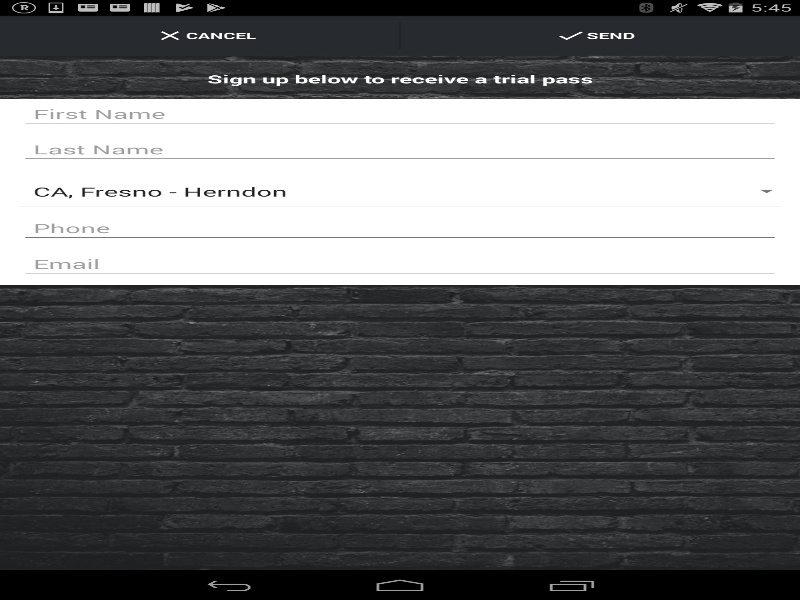 R 5:45
CANCEL SEND
Sign up below to receive a trial pass
First Name
Last Name
CA, Fresno - Herndon
Phone
Email